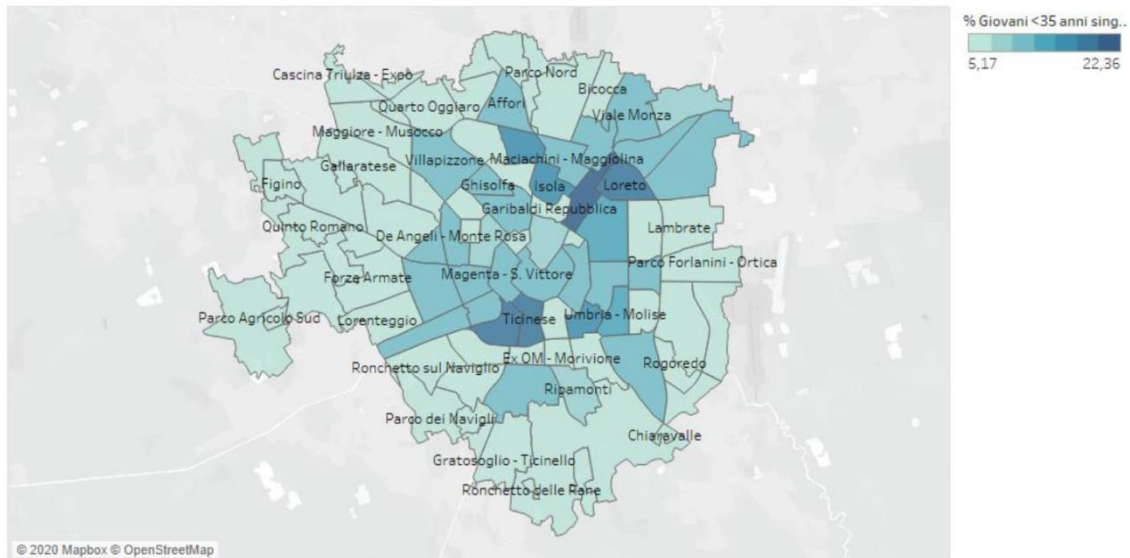 % Giovani <35 anni sing..
5,17 22,36
Cascina Triulza - Expo
Parco Nord
Bicocca
Quarto Oggiaro
Affori
Viale Monza
Maggiore - Musocco
Villapizzone
Maciachini - Maggiolina
Gallaratese
Figino
Ghisolfa
Isola
Loreto
Garibaldi Repubblica
Quinto Romano
De Angeli - Monte Rosa
Lambrate
Parco Forlanini - Ortica
Forze Armate
Magenta - S. Vittore
Parco Agricolo Sud
Lorenteggio
Ticinese
Umbria - Molise
Ex OM - Morivione
Ronchetto sul Naviglio
Rogoredo
Ripamonti
Parco dei Navigli
Chiaravalle
Gratosoglio - Ticinello
Ronchetto delle Rane
© 2020 Mapbox © OpenStreetMap